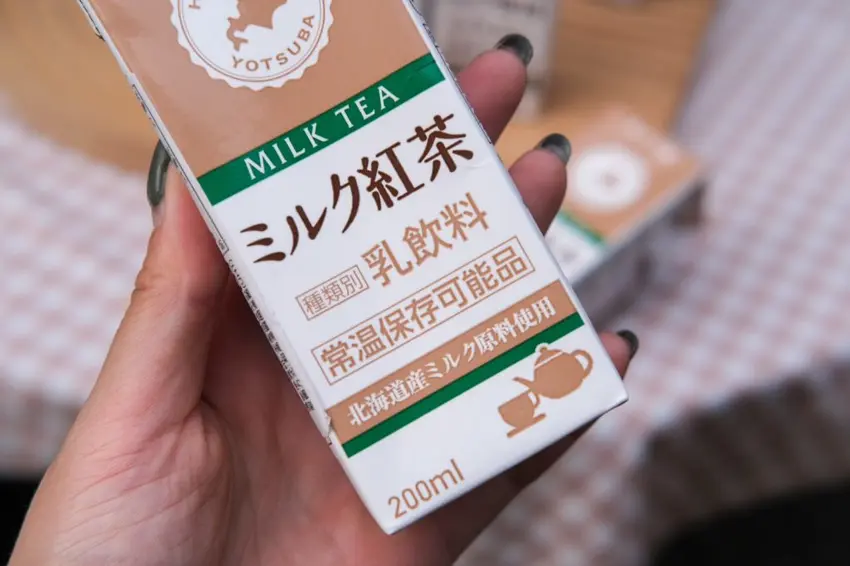 YOTSUBA
MILK TEA
ミルク紅茶
種類別 乳飲料
常温保存可能品
北海道産ミルク原料使用
200ml